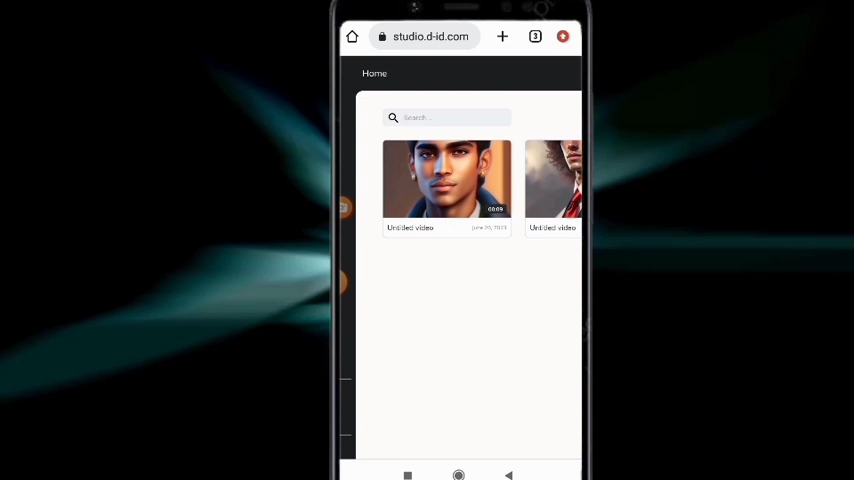 studio.d-id.com
3
Home
Search...
00:09
Untitled video
Untitled video